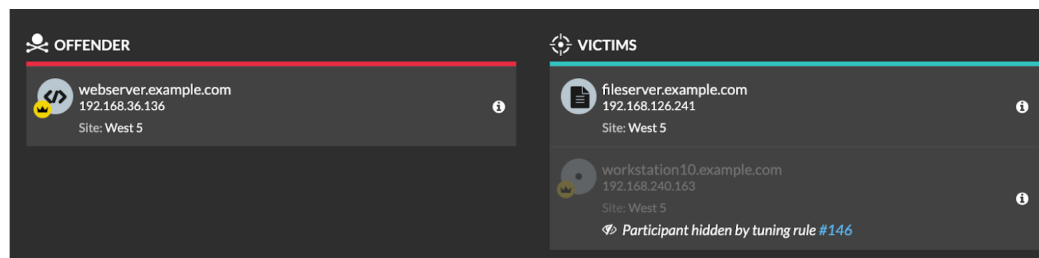 OFFENDER
webserver.example.com
192.168.36.136
Site: West 5
VICTIMS
fileserver.example.com
192.168.126.241
Site: West 5
workstation10.example.com
192.168.240.163
Site: West 5
Participant hidden by tuning rule #146